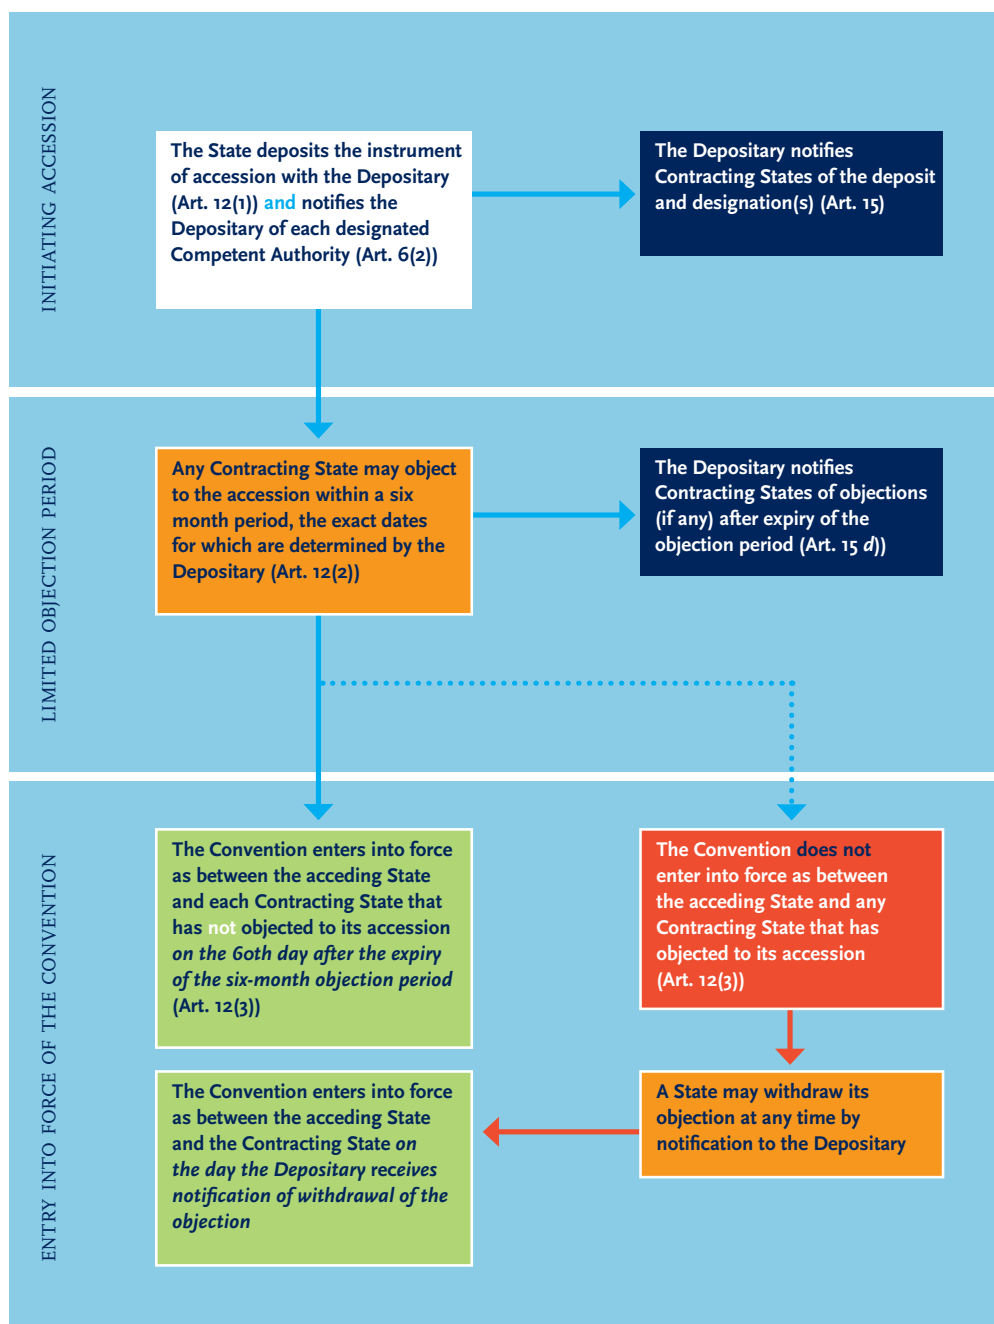 INITIATING ACCESSION
The State deposits the instrument
of accession with the Depositary
(Art. 12(1)) and notifies the
Depositary of each designated
Competent Authority (Art. 6(2))
The Depositary notifies
Contracting States of the deposit
and designation(s) (Art. 15)
LIMITED OBJECTION PERIOD
Any Contracting State may object
to the accession within a six
month period, the exact dates
for which are determined by the
Depositary (Art. 12(2))
The Depositary notifies
Contracting States of objections
(if any) after expiry of the
objection period (Art. 15 d))
ENTRY INTO FORCE OF THE CONVENTION
The Convention enters into force
as between the acceding State
and each Contracting State that
has not objected to its accession
on the 60th day after the expiry
of the six-month objection period
(Art. 12(3))
The Convention does not
enter into force as between
the acceding State and any
Contracting State that has
objected to its accession
(Art. 12(3))
The Convention enters into force
as between the acceding State
and the Contracting State on
the day the Depositary receives
notification of withdrawal of the
objection
A State may withdraw its
objection at any time by
notification to the Depositary